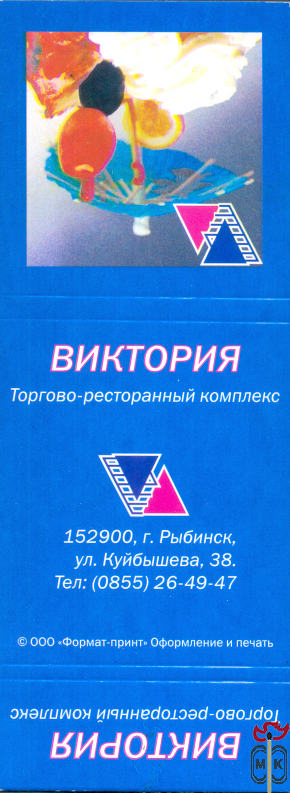 ВИКТОРИЯ
Торгово-ресторанный комплекс
152900, г. Рыбинск,
ул. Куйбышева, 38.
Тел: (0855) 26-49-47
© ООО «Формат-принт» Оформление и печать
Торгово-ресторанный комплекс
ВИКТОРИЯ
МК